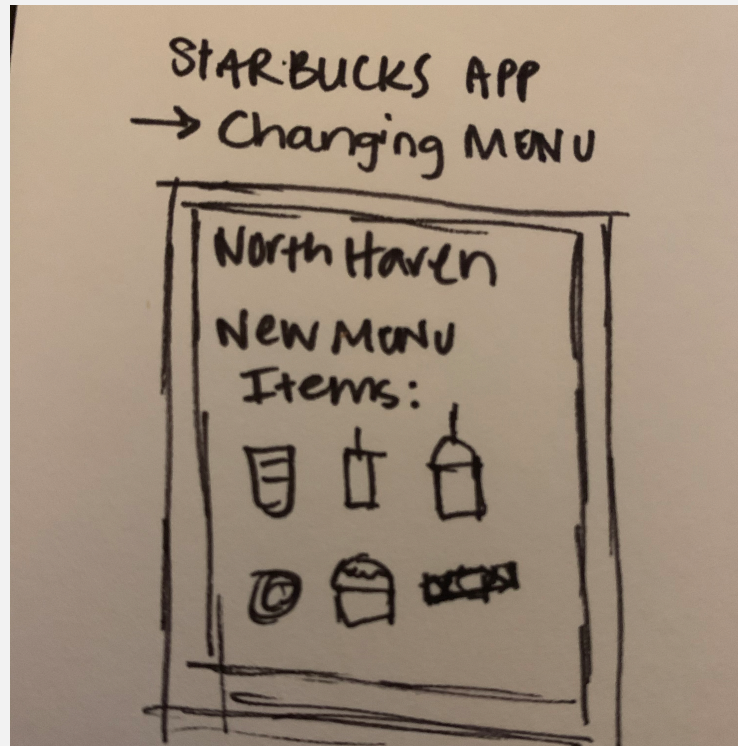 STARBUCKS APP
→ Changing MENU
North Haven
New MENU
Items: